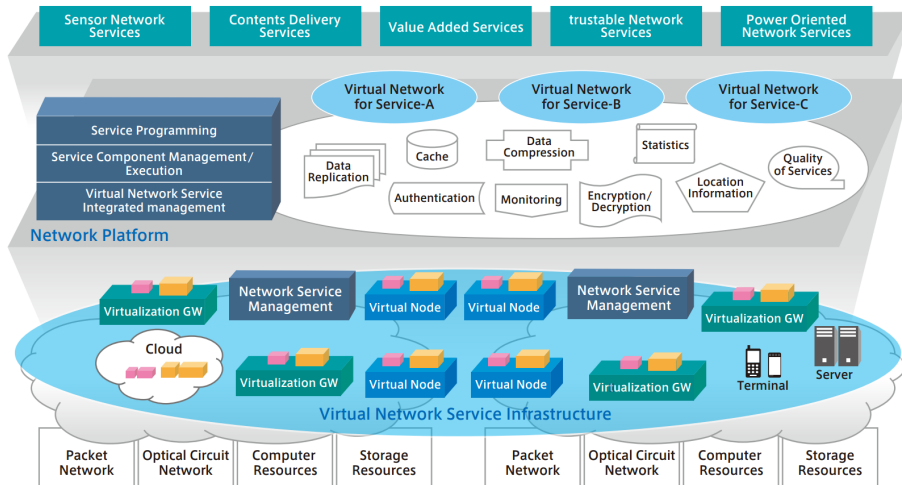 Sensor Network
Services
Contents Delivery
Services
Value Added Services
trustable Network
Services
Power Oriented
Network Services
Virtual Network
for Service-A
Virtual Network
for Service-B
Virtual Network
for Service-C
Service Programming
Service Component Management/
Execution
Virtual Network Service
Integrated management
Data
Replication
Cache
Data
Compression
Statistics
Quality
of Services
Authentication
Monitoring
Encryption/
Decryption
Location
Information
Network Platform
Virtualization GW
Network Service
Management
Virtual Node
Virtual Node
Network Service
Management
Virtualization GW
Cloud
Virtualization GW
Virtual Node
Virtual Node
Virtualization GW
Terminal
Server
Virtual Network Service Infrastructure
Packet
Network
Optical Circuit
Network
Computer
Resources
Storage
Resources
Packet
Network
Optical Circuit
Network
Computer
Resources
Storage
Resources